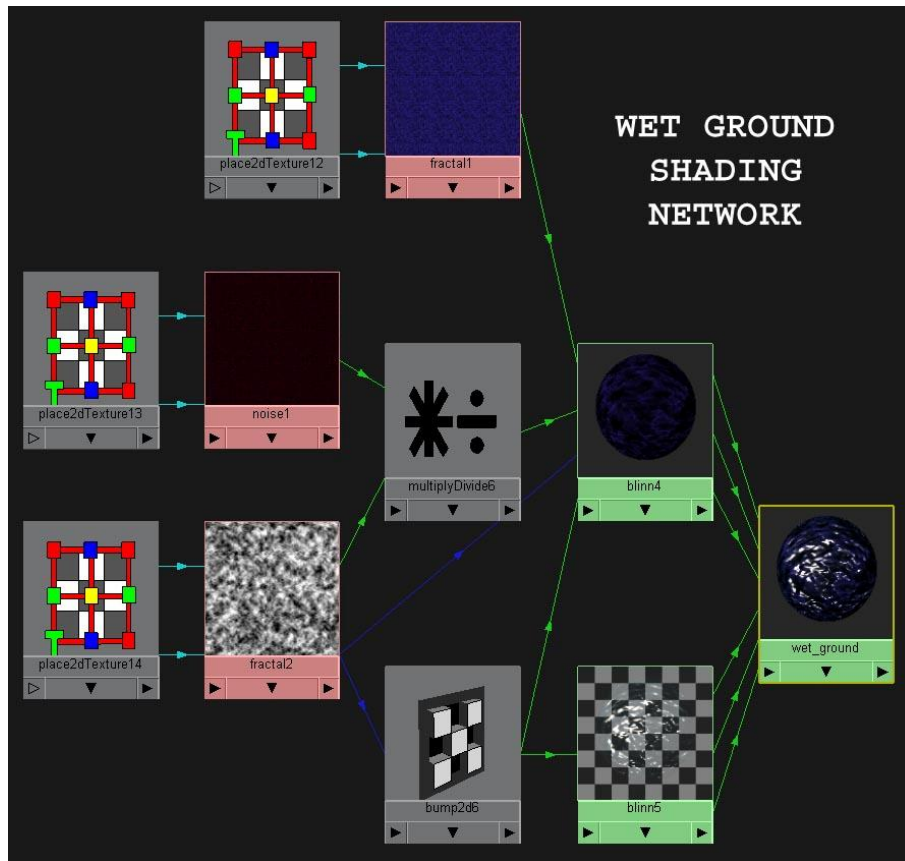 WET GROUND
SHADING
NETWORK
place2dTexture12
fractal1
place2dTexture13
noise1
multiplyDivide6
blinn4
place2dTexture14
fractal2
wet_ground
bump2d6
blinn5